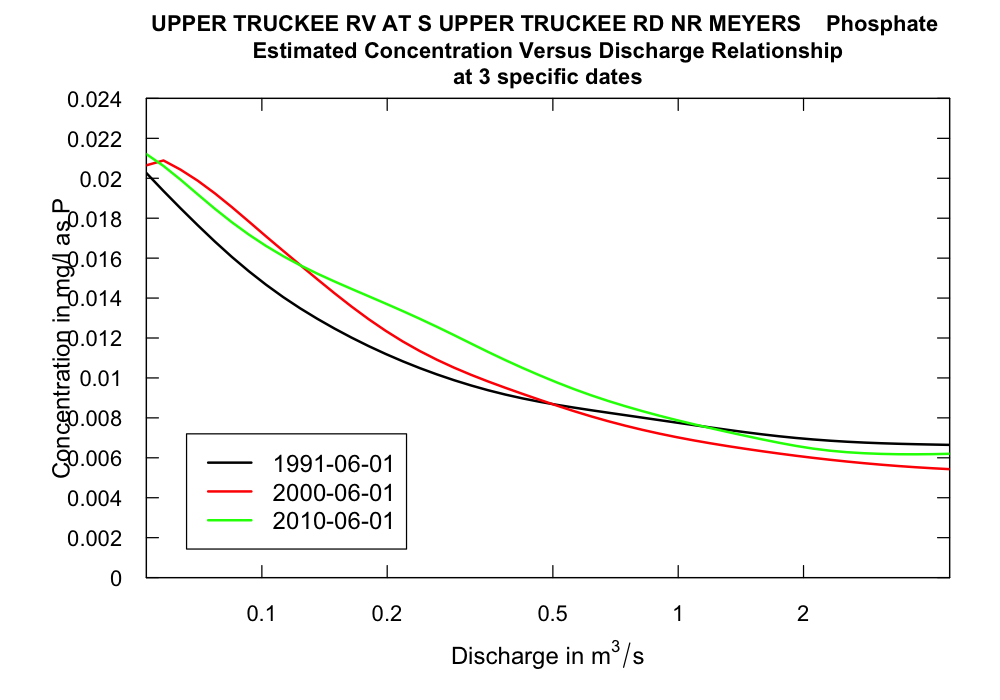 UPPER TRUCKEE RV AT S UPPER TRUCKEE RD NR MEYERS Phosphate
Estimated Concentration Versus Discharge Relationship
at 3 specific dates
Concentration in mg/l as P
0.024
0.022
0.02
0.018
0.016
0.014
0.012
0.01
0.008
0.006
0.004
0.002
0
1991-06-01
2000-06-01
2010-06-01
0.1 0.2 0.5 1 2
Discharge in m³/s